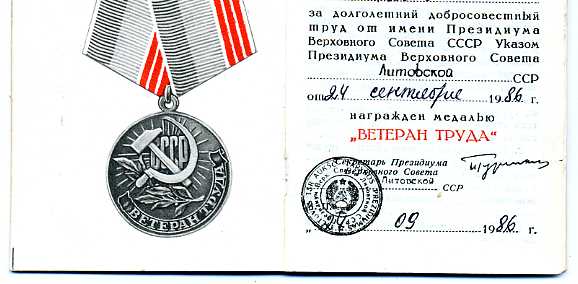 СССР
ВЕТЕРАН ТРУДА
за долголетний добросовестный
труд от имени Президиума
Верховного Совета СССР Указом
Президиума Верховного Совета
Литовской ССР
от „24 сентября 1986 г.
награжден медалью
„ВЕТЕРАН ТРУДА“
Секретарь Президиума
Верховного Совета
Литовской ССР
„ 09 1986 г.